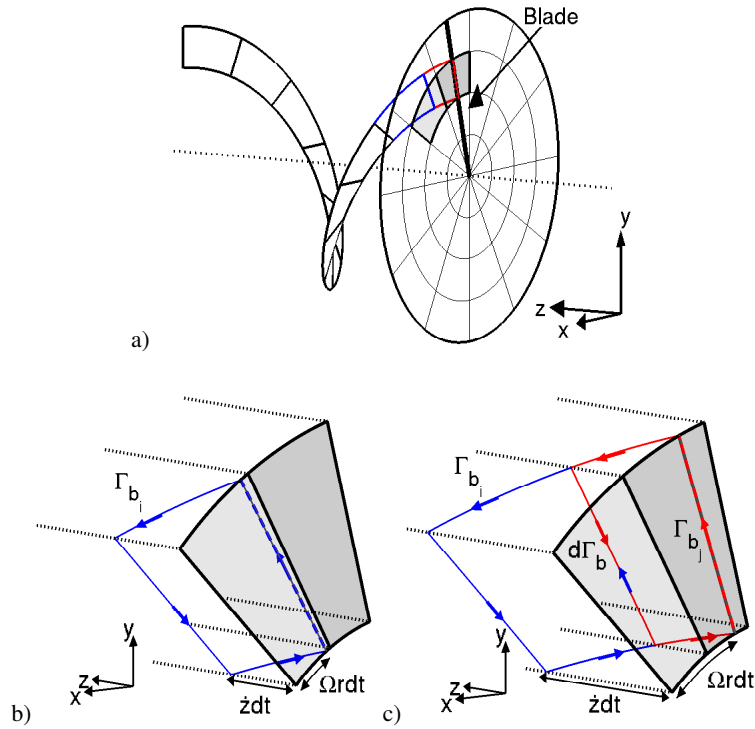 Blade
y
z
x
a)
Γbi
y
z
x
żdt
Ωrdt
b)
Γbi
dΓb
Γbj
y
z
x
żdt
Ωrdt
c)